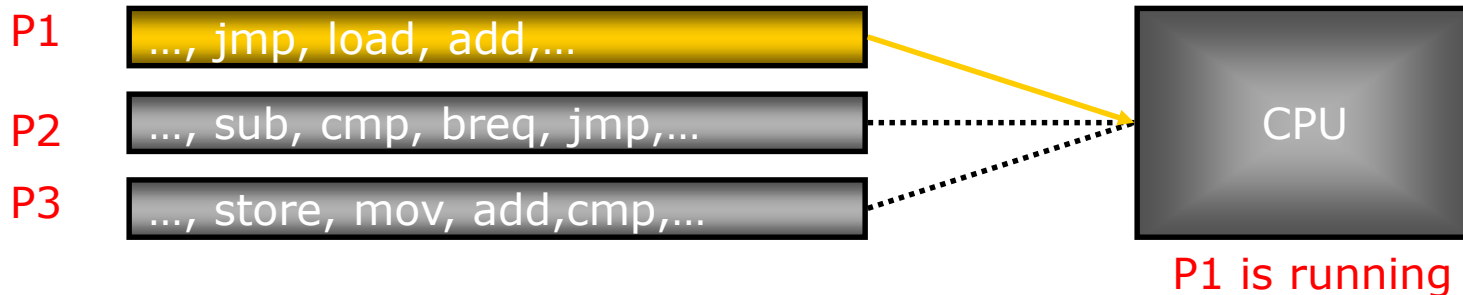 P1
…, jmp, load, add,…
P2
…, sub, cmp, breq, jmp,…
P3
…, store, mov, add,cmp,…
CPU
P1 is running